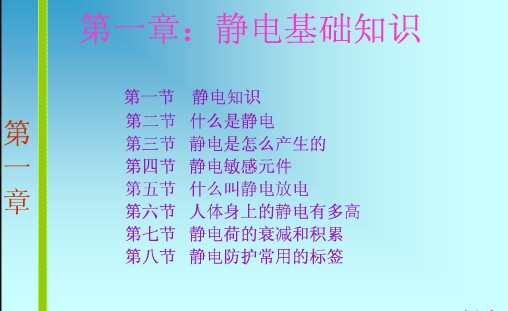 第一章：静电基础知识
第一节 静电知识
第二节 什么是静电
第三节 静电是怎么产生的
第四节 静电敏感元件
第五节 什么叫静电放电
第六节 人体身上的静电有多高
第七节 静电荷的衰减和积累
第八节 静电防护常用的标签
第
一
章